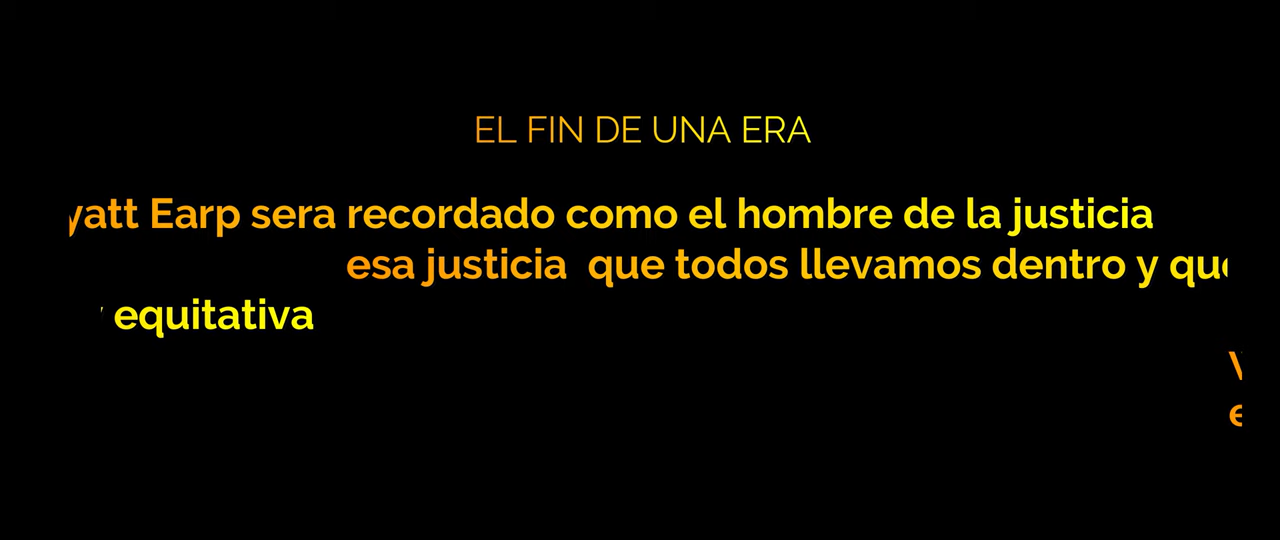 EL FIN DE UNA ERA
yatt Earp sera recordado como el hombre de la justicia
esa justicia  que todos llevamos dentro y que
y equitativa